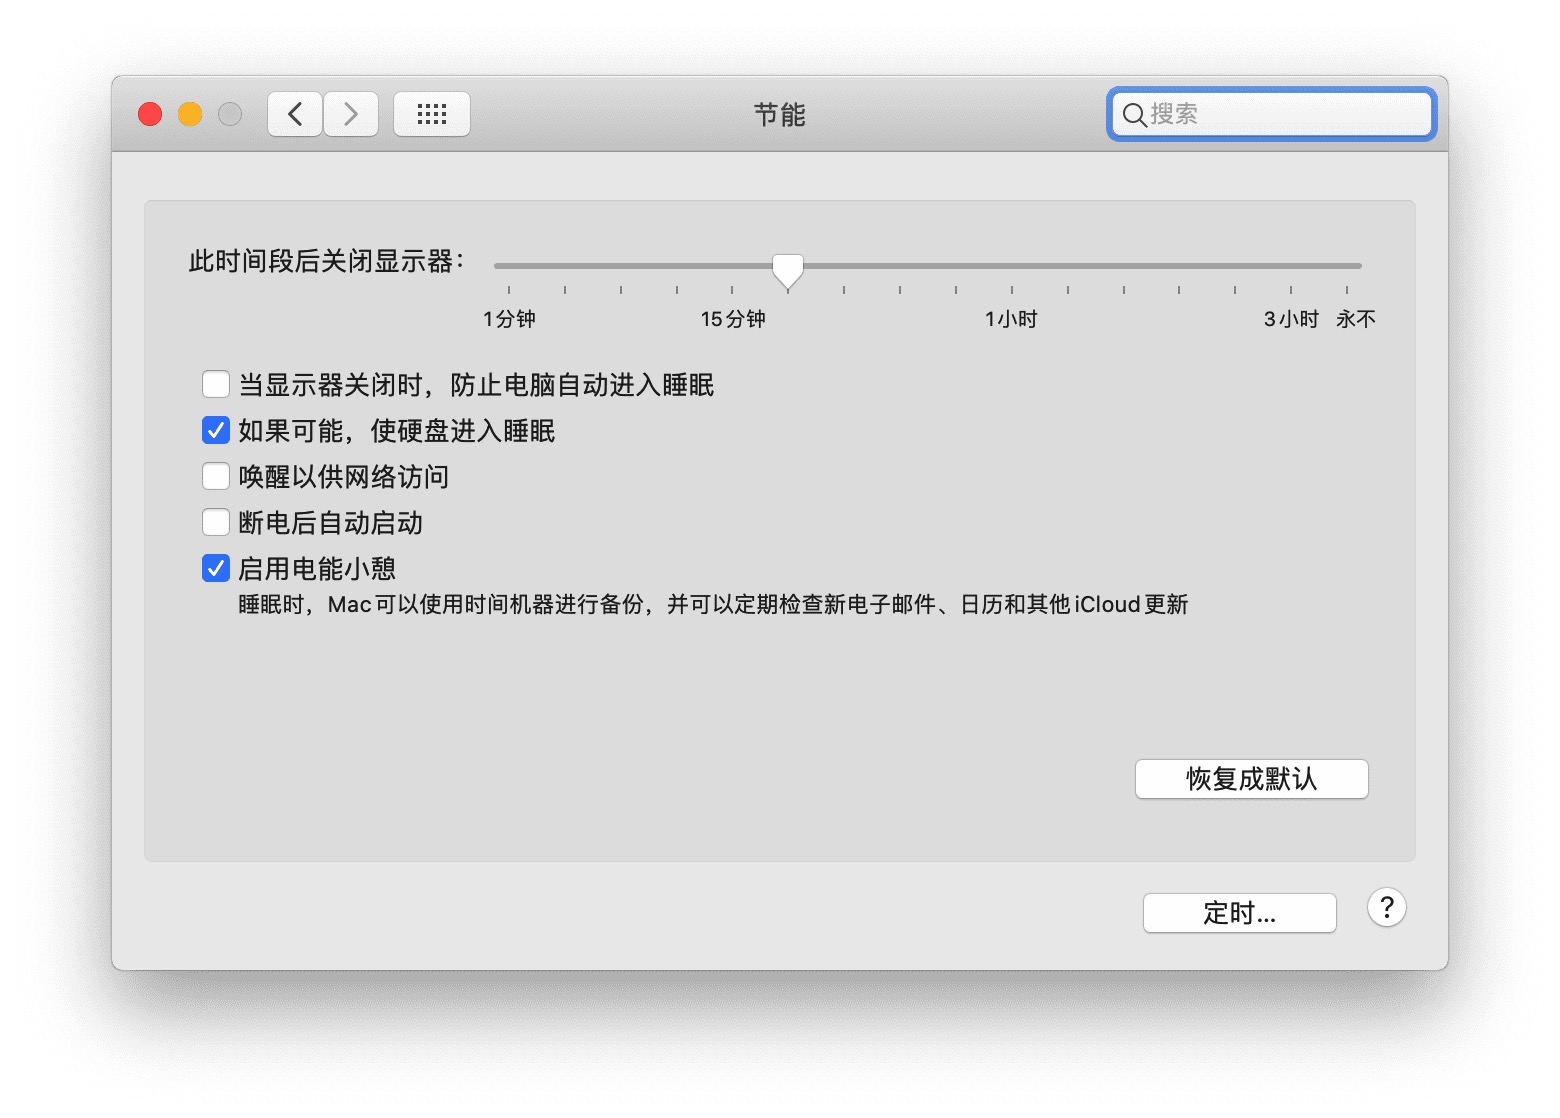 节能
搜索
此时间段后关闭显示器：
1分钟 15分钟 1小时 3小时 永不
当显示器关闭时，防止电脑自动进入睡眠
如果可能，使硬盘进入睡眠
唤醒以供网络访问
断电后自动启动
启用电能小憩
睡眠时，Mac可以使用时间机器进行备份，并可以定期检查新电子邮件、日历和其他iCloud更新
恢复成默认
定时...
?